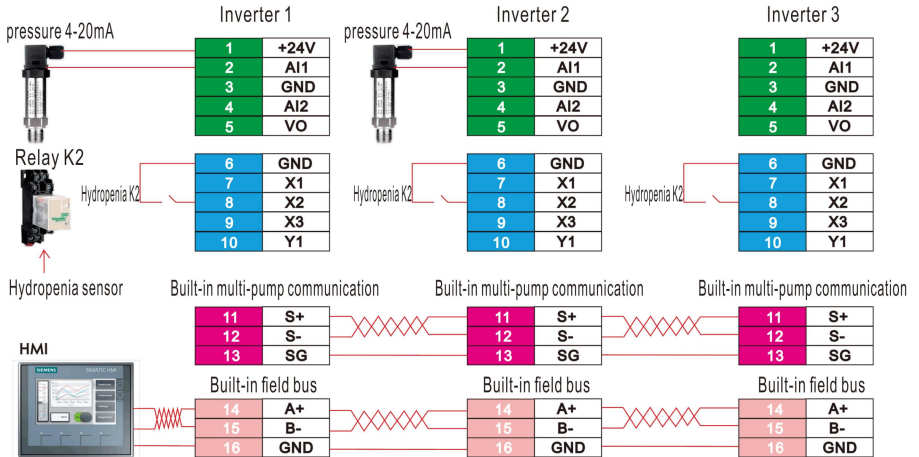 Inverter 1
Inverter 2
Inverter 3
pressure 4-20mA
pressure 4-20mA
1 +24V
2 AI1
3 GND
4 AI2
5 VO
1 +24V
2 AI1
3 GND
4 AI2
5 VO
1 +24V
2 AI1
3 GND
4 AI2
5 VO
Relay K2
Hydropenia K2
6 GND
7 X1
8 X2
9 X3
10 Y1
Hydropenia K2
6 GND
7 X1
8 X2
9 X3
10 Y1
Hydropenia K2
6 GND
7 X1
8 X2
9 X3
10 Y1
Hydropenia sensor
Built-in multi-pump communication
Built-in multi-pump communication
Built-in multi-pump communication
11 S+
12 S-
13 SG
11 S+
12 S-
13 SG
11 S+
12 S-
13 SG
HMI
SIEMENS
SIMATIC HMI
Built-in field bus
Built-in field bus
Built-in field bus
14 A+
15 B-
16 GND
14 A+
15 B-
16 GND
14 A+
15 B-
16 GND